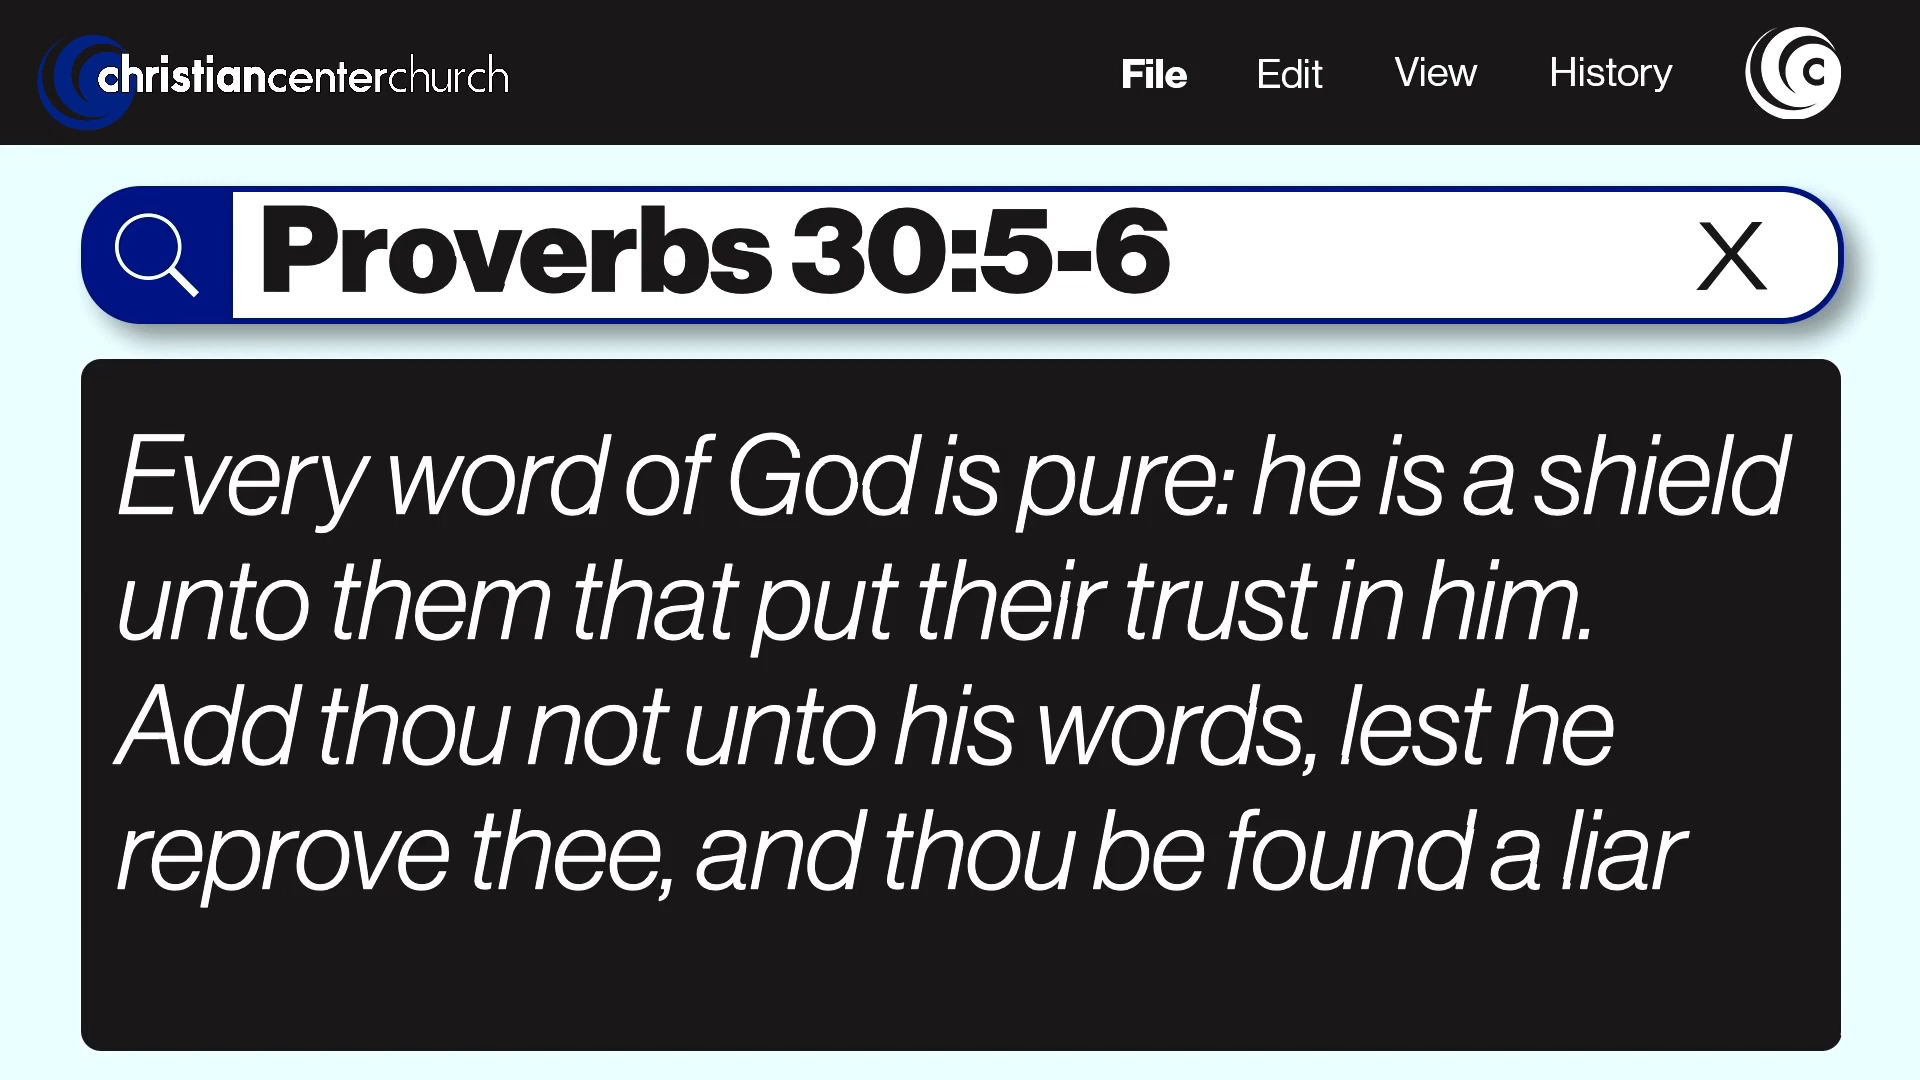 christiancenterchurch
File Edit View History
Proverbs 30:5-6 X
Every word of God is pure: he is a shield
unto them that put their trust in him.
Add thou not unto his words, lest he
reprove thee, and thou be found a liar